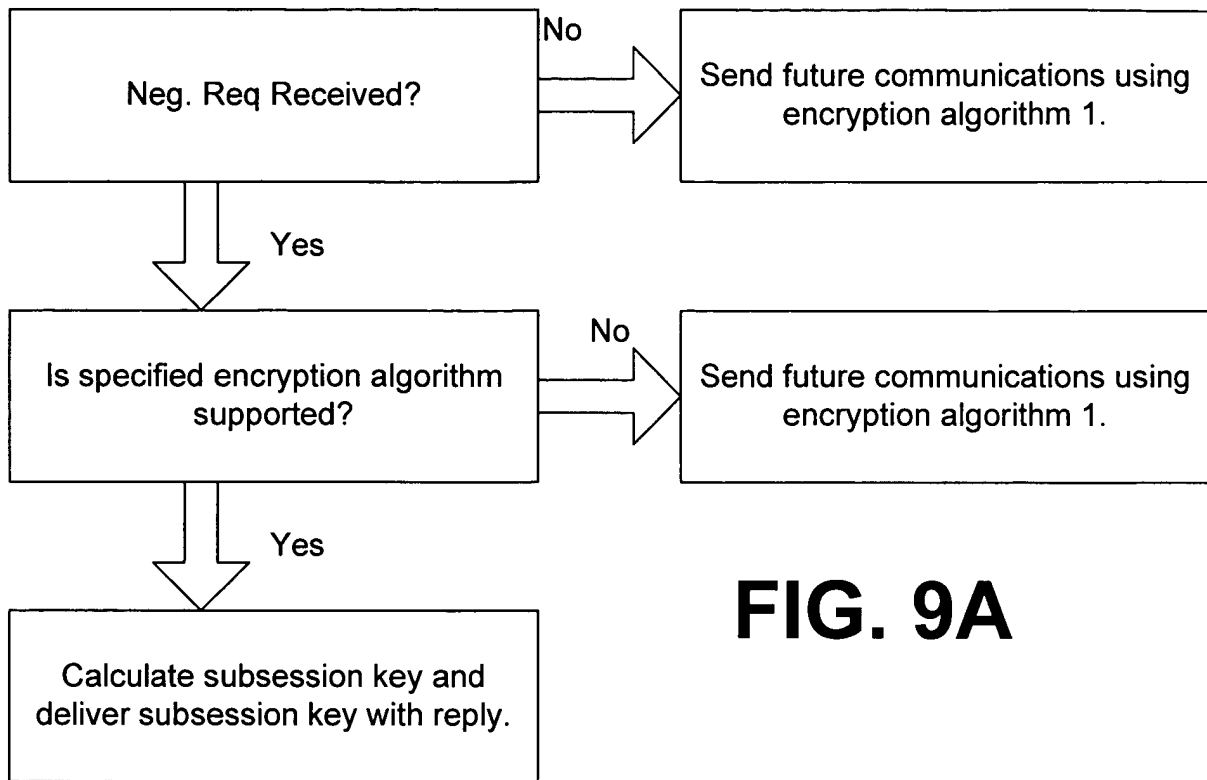 Neg. Req Received?
No
Send future communications using
encryption algorithm 1.
Yes
Is specified encryption algorithm
supported?
No
Send future communications using
encryption algorithm 1.
Yes
Calculate subsession key and
deliver subsession key with reply.
FIG. 9A